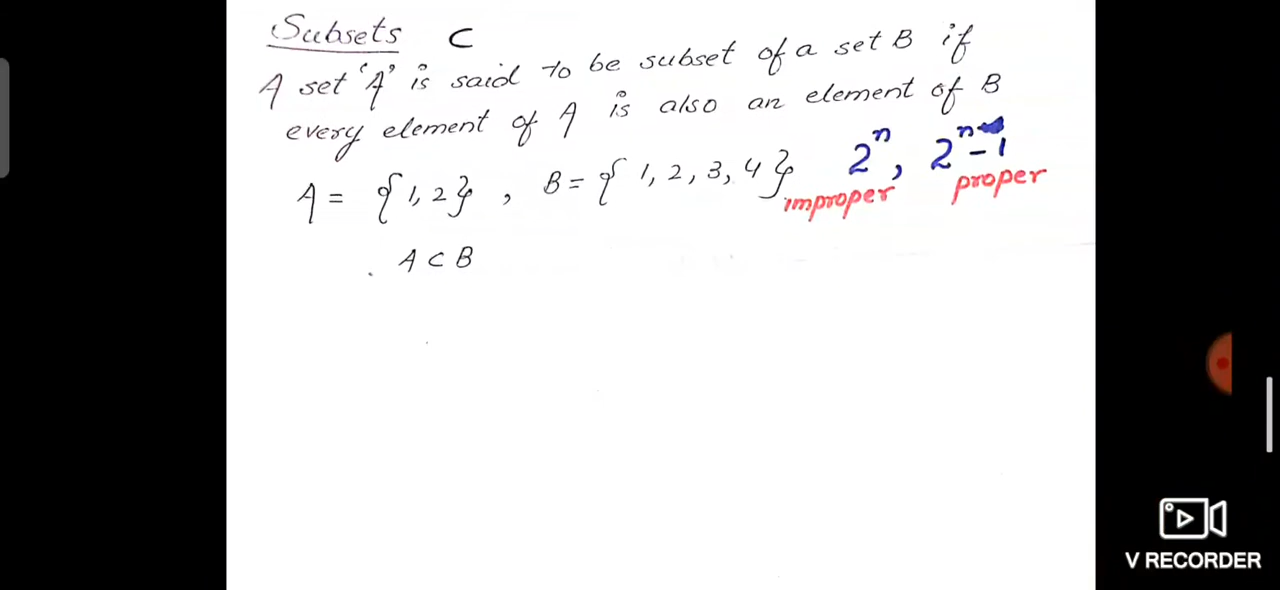 Subsets ⊂
A set 'A' is said to be subset of a set B if
every element of A is also an element of B
A = {1, 2}, B = {1, 2, 3, 4} 2ⁿ, 2ⁿ - 1
improper proper
A ⊂ B
V RECORDER